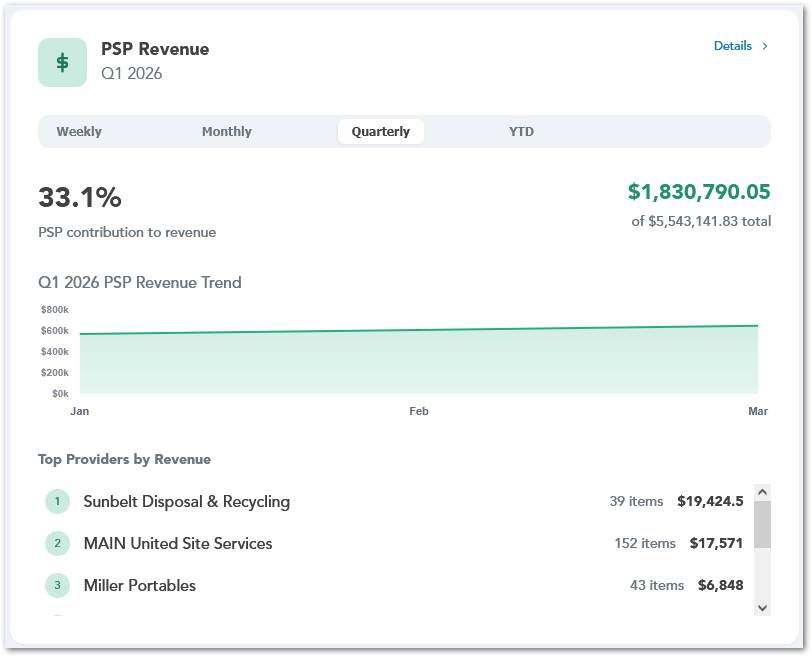 $
PSP Revenue
Q1 2026
Details
Weekly Monthly Quarterly YTD
33.1%
PSP contribution to revenue
$1,830,790.05
of $5,543,141.83 total
Q1 2026 PSP Revenue Trend
$800k
$600k
$400k
$200k
$0k
Jan Feb Mar
Top Providers by Revenue
1 Sunbelt Disposal & Recycling 39 items $19,424.5
2 MAIN United Site Services 152 items $17,571
3 Miller Portables 43 items $6,848